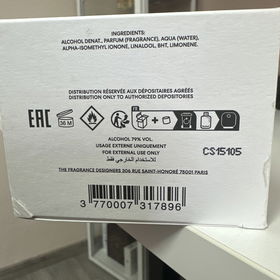 INGREDIENTS:
ALCOHOL DENAT., PARFUM (FRAGRANCE), AQUA (WATER),
ALPHA-ISOMETHYL IONONE, LINALOOL, BHT, LIMONENE.
DISTRIBUTION RÉSERVÉE AUX DÉPOSITAIRES AGRÉÉS
DISTRIBUTION ONLY TO AUTHORIZED DEPOSITORIES
EAC
36 M
FR
ALCOHOL 79% VOL.
USAGE EXTERNE UNIQUEMENT
FOR EXTERNAL USE ONLY
للاستخدام الخارجي فقط
CS15105
THE FRAGRANCE DESIGNERS 306 RUE SAINT-HONORÉ 75001 PARIS
3 770007 317896